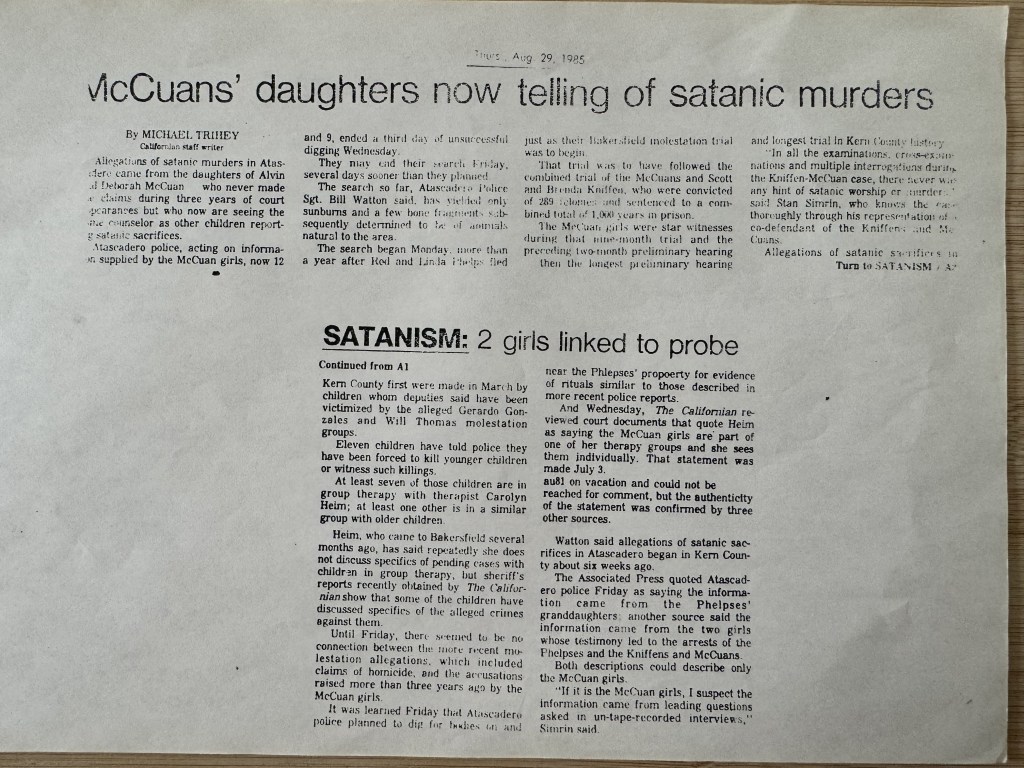 Thurs., Aug 29, 1985
McCuans' daughters now telling of satanic murders
By MICHAEL TRIHEY
Californian staff writer
Allegations of satanic murders in Atas-
dero came from the daughters of Alvin
d Deborah McCuan who never made
e claims during three years of court
pearances but who now are seeing the
me counselor as other children report-
g satanic sacrifices.
Atascadero police, acting on informa-
n supplied by the McCuan girls, now 12
and 9, ended a third day of unsuccessful
digging Wednesday.
They may end their search Friday,
several days sooner than they planned.
The search so far, Atascadero Police
Sgt. Bill Watton said, has yielded only
sunburns and a few bone fragments sub-
sequently determined to be of animals
natural to the area.
The search began Monday, more than
a year after Rod and Linda Phelps fled
just as their Bakersfield molestation trial
was to begin
That trial was to have followed the
combined trial of the McCuans and Scott
and Brenda Kniffen, who were convicted
of 289 felonies and sentenced to a com-
bined total of 1,000 years in prison.
The McCuan girls were star witnesses
during that nine-month trial and the
preceding two-month preliminary hearing
then the longest preliminary hearing
and longest trial in Kern County history
"In all the examinations, cross-exami
nations and multiple interrogations during
the Kniffen-McCuan case, there never was
any hint of satanic worship or murder
said Stan Simrin, who knows the case
thoroughly through his representation of
co-defendant of the Kniffens and Mc
Cuans.
Allegations of satanic sacrifices in
Turn to SATANISM
SATANISM: 2 girls linked to probe
Continued from A1
Kern County first were made in March by
children whom deputies said have been
victimized by the alleged Gerardo Gon-
zales and Will Thomas molestation
groups.
Eleven children have told police they
have been forced to kill younger children
or witness such killings.
At least seven of those children are in
group therapy with therapist Carolyn
Heim; at least one other is in a similar
group with older children.
Heim, who came to Bakersfield several
months ago, has said repeatedly she does
not discuss specifics of pending cases with
children in group therapy, but sheriff's
reports recently obtained by The Califor-
nian show that some of the children have
discussed specifics of the alleged crimes
against them.
Until Friday, there seemed to be no
connection between the more recent mo-
lestation allegations, which included
claims of homicide, and the accusations
raised more than three years ago by the
McCuan girls.
It was learned Friday that Atascadero
police planned to dig for bodies on and
near the Phlepses' propoerty for evidence
of rituals similar to those described in
more recent police reports.
And Wednesday, The Californian re-
viewed court documents that quote Heim
as saying the McCuan girls are part of
one of her therapy groups and she sees
them individually. That statement was
made July 3.
au81 on vacation and could not be
reached for comment, but the authenticity
of the statement was confirmed by three
other sources.
Watton said allegations of satanic sac-
rifices in Atascadero began in Kern Coun-
ty about six weeks ago.
The Associated Press quoted Atascad-
ero police Friday as saying the informa-
tion came from the Phelpses'
granddaughters; another source said the
information came from the two girls
whose testimony led to the arrests of the
Phelpses and the Kniffens and McCuans.
Both descriptions could describe only
the McCuan girls.
"If it is the McCuan girls, I suspect the
information came from leading questions
asked in un-tape-recorded interviews,"
Simrin said.